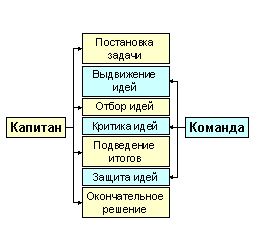 Постановка
задачи
Выдвижение
идей
Отбор идей
Капитан
Критика идей
Команда
Подведение
итогов
Защита идей
Окончательное
решение